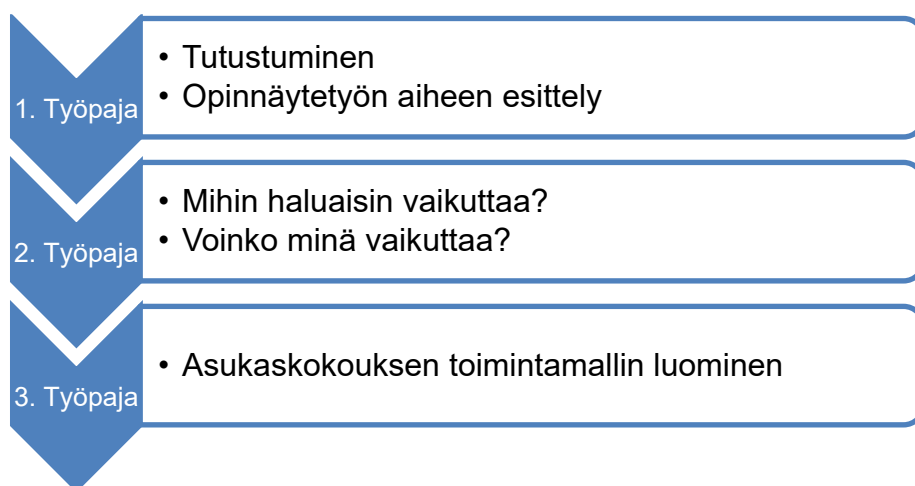 1. Työpaja
• Tutustuminen
• Opinnäytetyön aiheen esittely
2. Työpaja
• Mihin haluaisin vaikuttaa?
• Voinko minä vaikuttaa?
3. Työpaja
• Asukaskokouksen toimintamallin luominen